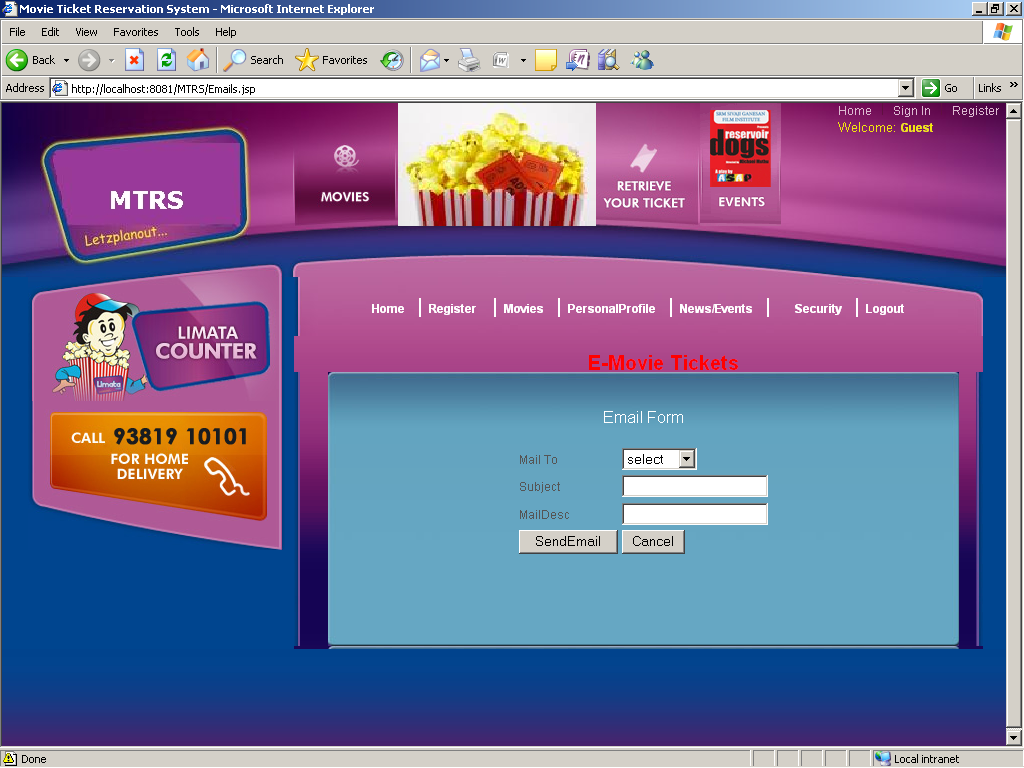 Movie Ticket Reservation System - Microsoft Internet Explorer
File Edit View Favorites Tools Help
Back Search Favorites
Address http://localhost:8081/MTRS/Emails.jsp Go Links »
Home Sign In Register
Welcome: Guest
MTRS
Letzplanout...
MOVIES
RETRIEVE
YOUR TICKET
reservoir
dogs
EVENTS
LIMATA
COUNTER
Limata
CALL 93819 10101
FOR HOME
DELIVERY
Home Register Movies PersonalProfile News/Events Security Logout
E-Movie Tickets
Email Form
Mail To select
Subject
MailDesc
SendEmail Cancel
Done Local intranet